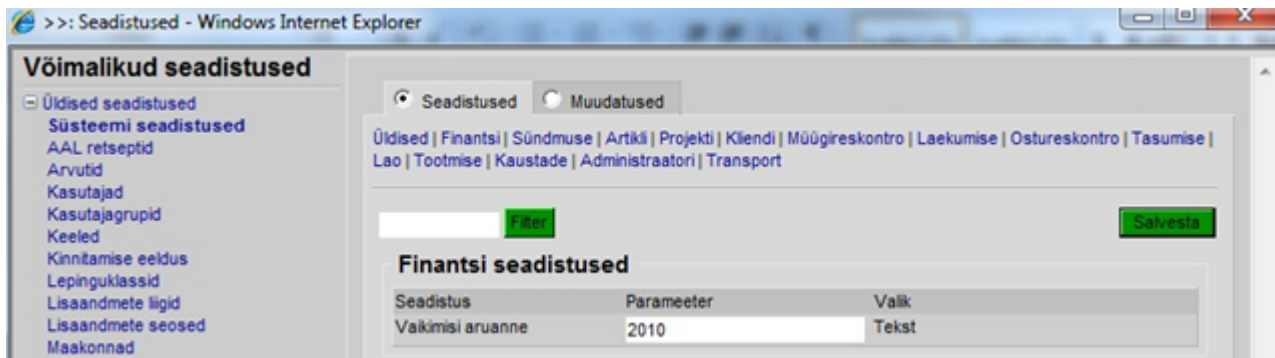 >>: Seadistused - Windows Internet Explorer
Võimalikud seadistused
Üldised seadistused
Süsteemi seadistused
AAL retseptid
Arvutid
Kasutajad
Kasutajagrupid
Keeled
Kinnitamise eeldus
Lepinguklassid
Lisaandmete liigid
Lisaandmete seosed
Maakonnad
Seadistused Muudatused
Üldised | Finantsi | Sündmuse | Artikli | Projekti | Kliendi | Müügireskontro | Laekumise | Ostureskontro | Tasumise |
Lao | Tootmise | Kaustade | Administraatori | Transport
Filter Salvesta
Finantsi seadistused
Seadistus Parameeter Valik
Vaikimisi aruanne 2010 Tekst